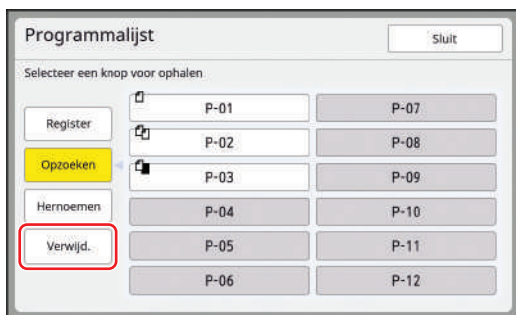 Programmalijst
Sluit
Selecteer een knop voor ophalen
Register
Opzoeken
Hernoemen
Verwijd.
P-01
P-02
P-03
P-04
P-05
P-06
P-07
P-08
P-09
P-10
P-11
P-12